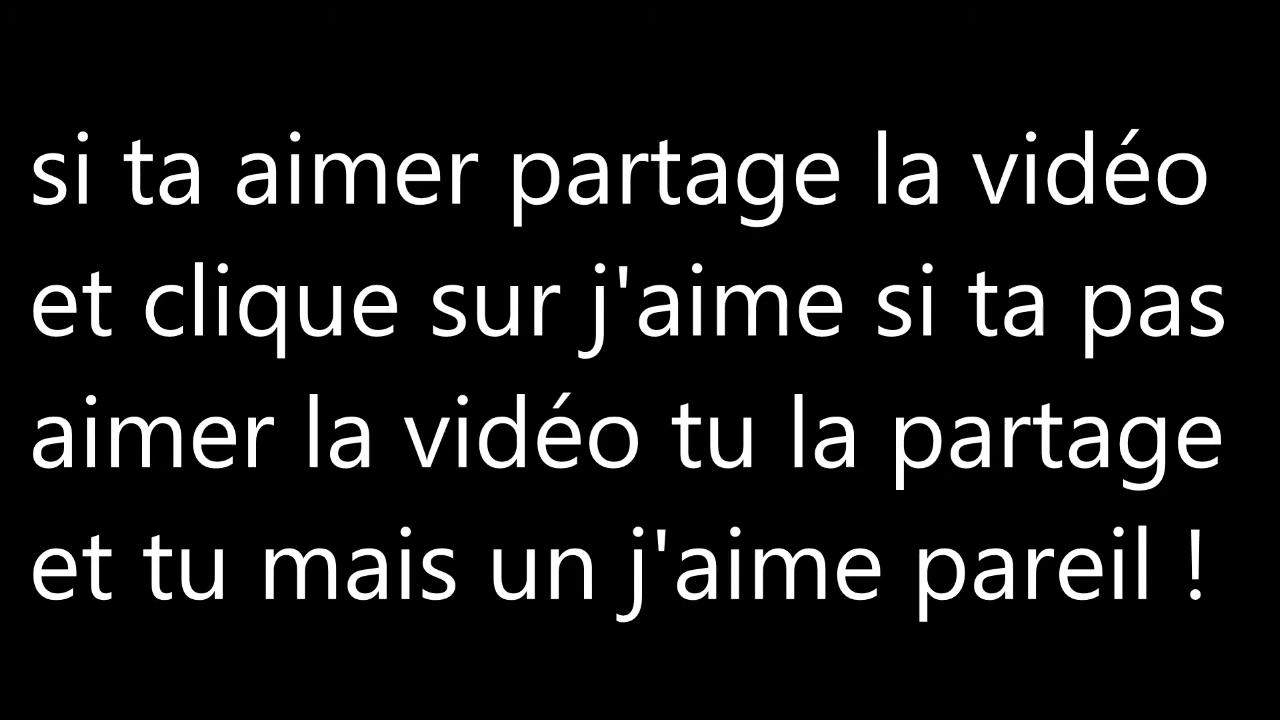 si ta aimer partage la vidéo
et clique sur j'aime si ta pas
aimer la vidéo tu la partage
et tu mais un j'aime pareil !